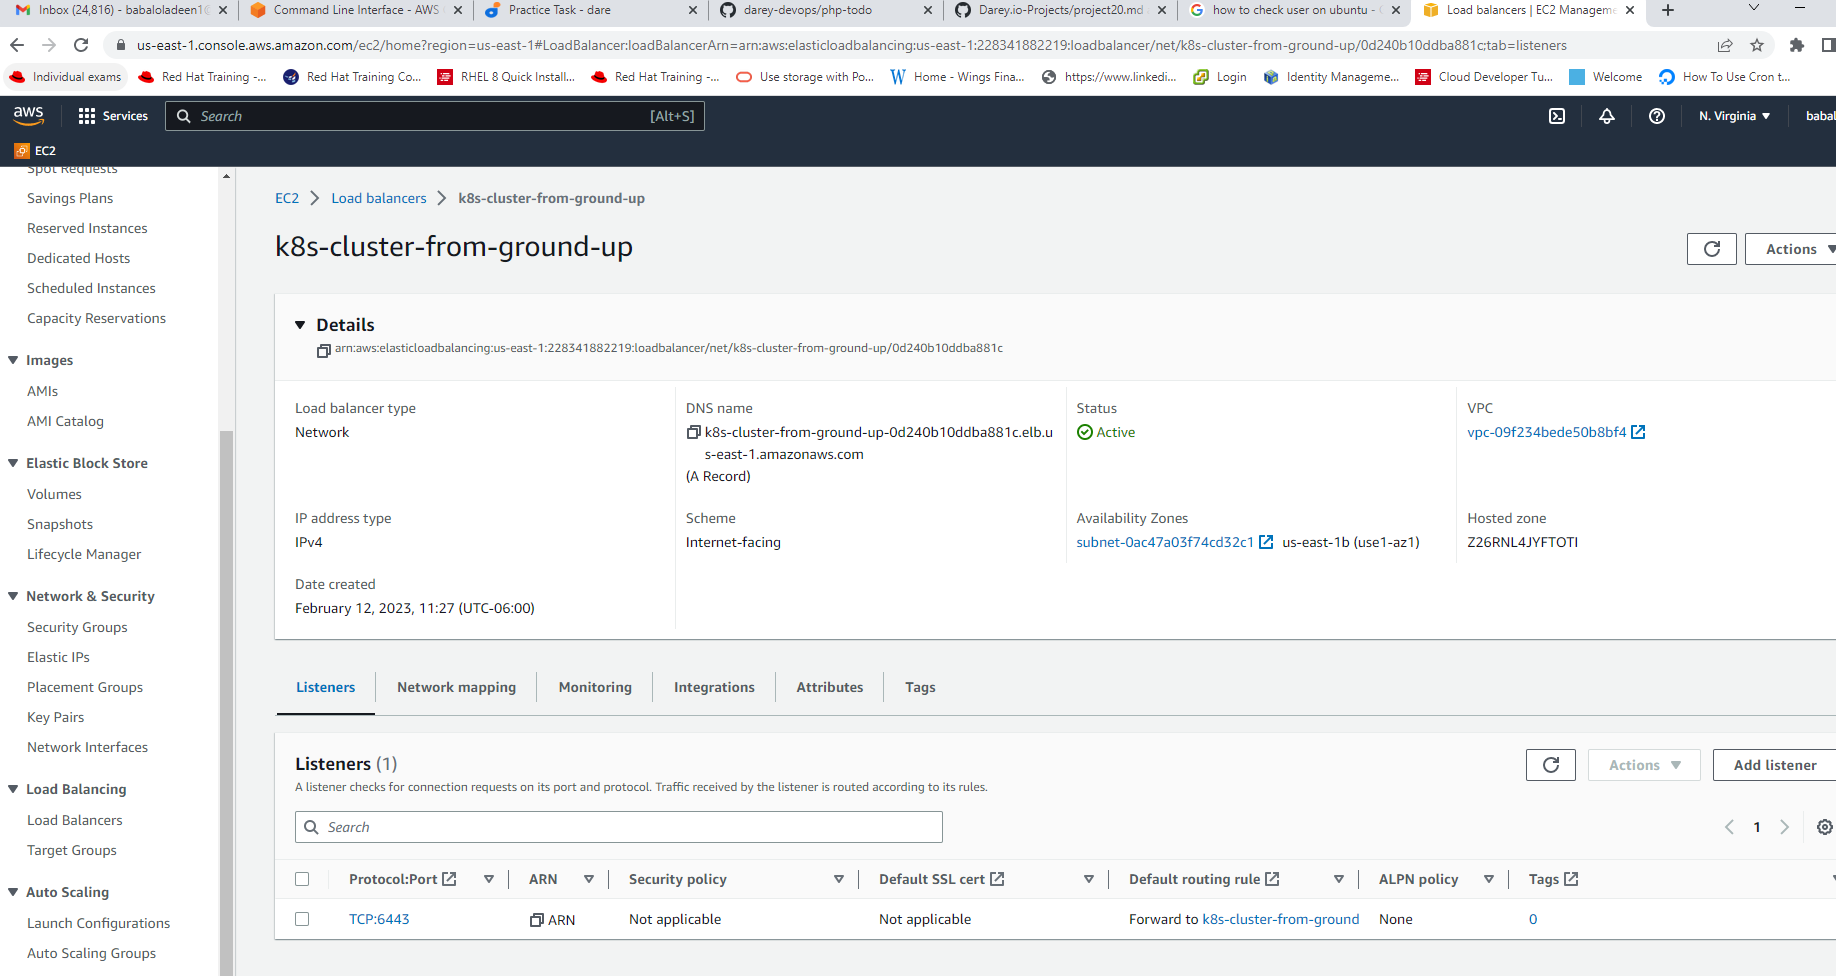 Inbox (24,816) - babaloladeen1@
Command Line Interface - AWS
Practice Task - dare
darey-devops/php-todo
Darey.io-Projects/project20.md
how to check user on ubuntu -
Load balancers | EC2 Manageme
us-east-1.console.aws.amazon.com/ec2/home?region=us-east-1#LoadBalancer:loadBalancerArn=arn:aws:elasticloadbalancing:us-east-1:228341882219:loadbalancer/net/k8s-cluster-from-ground-up/0d240b10ddba881c;tab=listeners
Individual exams
Red Hat Training -...
Red Hat Training Co...
RHEL 8 Quick Install...
Red Hat Training -...
Use storage with Po...
Home - Wings Fina...
https://www.linkedi...
Login
Identity Manageme...
Cloud Developer Tu...
Welcome
How To Use Cron t...
aws
Services
Search
[Alt+S]
N. Virginia
babal
EC2
Spot Requests
Savings Plans
Reserved Instances
Dedicated Hosts
Scheduled Instances
Capacity Reservations
Images
AMIs
AMI Catalog
Elastic Block Store
Volumes
Snapshots
Lifecycle Manager
Network & Security
Security Groups
Elastic IPs
Placement Groups
Key Pairs
Network Interfaces
Load Balancing
Load Balancers
Target Groups
Auto Scaling
Launch Configurations
Auto Scaling Groups
EC2 > Load balancers > k8s-cluster-from-ground-up
k8s-cluster-from-ground-up
Actions
Details
arn:aws:elasticloadbalancing:us-east-1:228341882219:loadbalancer/net/k8s-cluster-from-ground-up/0d240b10ddba881c
Load balancer type
Network
DNS name
k8s-cluster-from-ground-up-0d240b10ddba881c.elb.u
s-east-1.amazonaws.com
(A Record)
Status
Active
VPC
vpc-09f234bede50b8bf4
IP address type
IPv4
Scheme
Internet-facing
Availability Zones
subnet-0ac47a03f74cd32c1 us-east-1b (use1-az1)
Hosted zone
Z26RNL4JYFTOTI
Date created
February 12, 2023, 11:27 (UTC-06:00)
Listeners
Network mapping
Monitoring
Integrations
Attributes
Tags
Listeners (1)
A listener checks for connection requests on its port and protocol. Traffic received by the listener is routed according to its rules.
Actions
Add listener
Search
1
Protocol:Port ARN Security policy Default SSL cert Default routing rule ALPN policy Tags
TCP:6443 ARN Not applicable Not applicable Forward to k8s-cluster-from-ground None 0